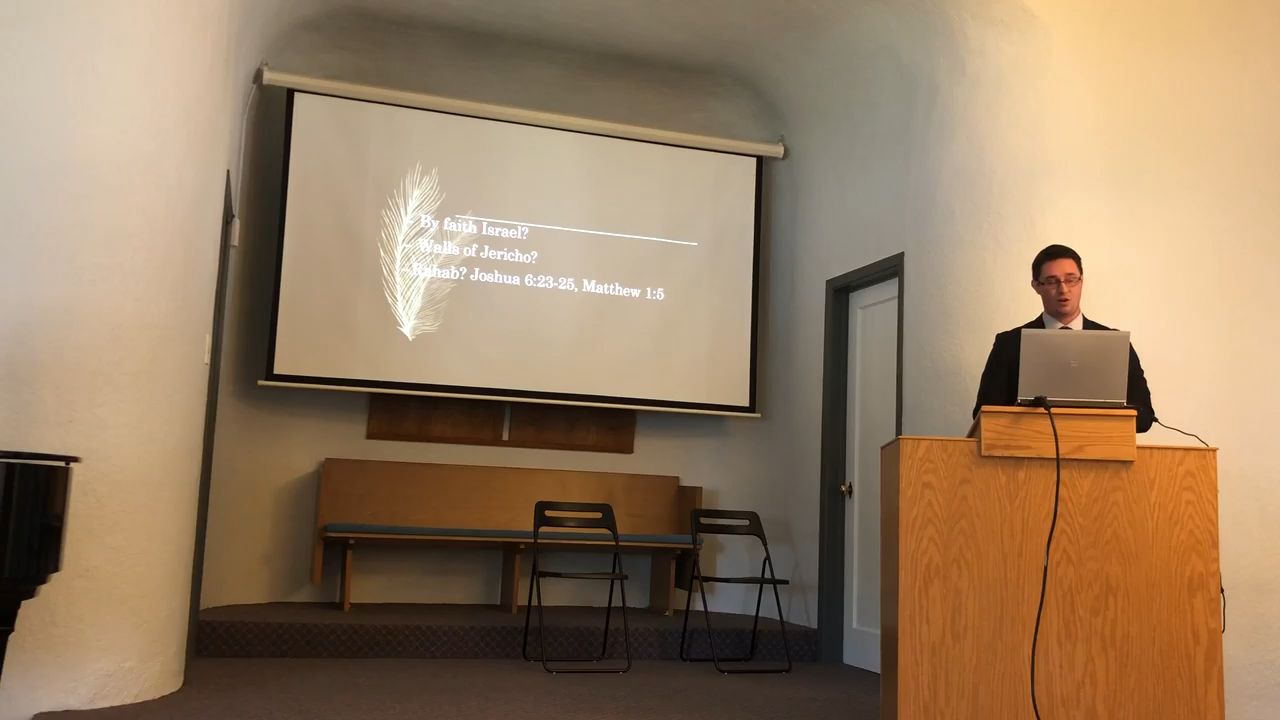 - By faith Israel?
- Walls of Jericho?
- Rahab? Joshua 6:23-25, Matthew 1:5